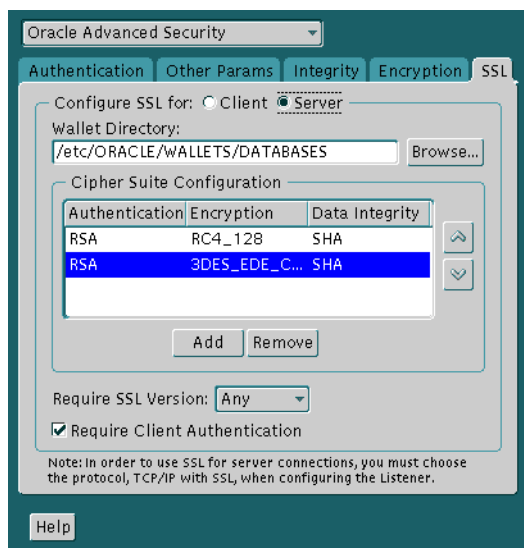 Oracle Advanced Security
Authentication Other Params Integrity Encryption SSL
Configure SSL for: Client Server
Wallet Directory:
/etc/ORACLE/WALLETS/DATABASES Browse...
Cipher Suite Configuration
Authentication Encryption Data Integrity
RSA RC4_128 SHA
RSA 3DES_EDE_C... SHA
Add Remove
Require SSL Version: Any
Require Client Authentication
Note: In order to use SSL for server connections, you must choose
the protocol, TCP/IP with SSL, when configuring the Listener.
Help